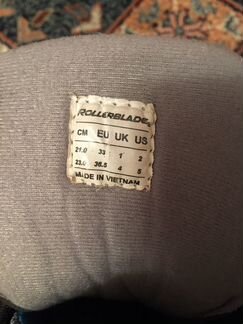 ROLLERBLADE®
CM EU UK US
21.0 33 1 2
23.0 36.5 4 5
MADE IN VIETNAM